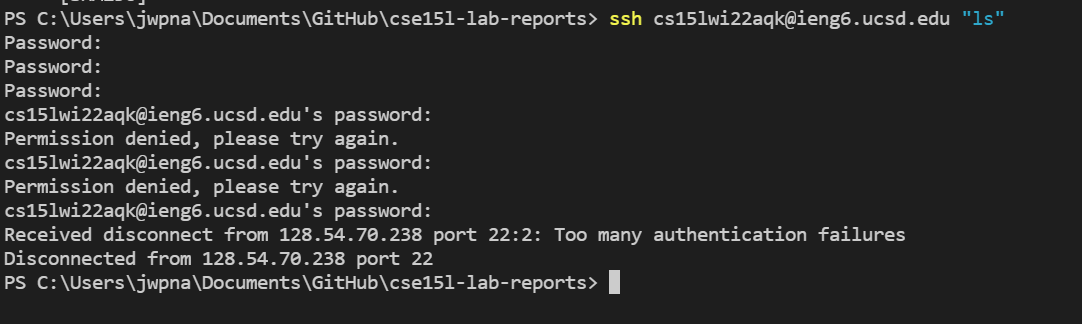 PS C:\Users\jwpna\Documents\GitHub\cse15l-lab-reports> ssh cs15lwi22aqk@ieng6.ucsd.edu "ls"
Password:
Password:
Password:
cs15lwi22aqk@ieng6.ucsd.edu's password:
Permission denied, please try again.
cs15lwi22aqk@ieng6.ucsd.edu's password:
Permission denied, please try again.
cs15lwi22aqk@ieng6.ucsd.edu's password:
Received disconnect from 128.54.70.238 port 22:2: Too many authentication failures
Disconnected from 128.54.70.238 port 22
PS C:\Users\jwpna\Documents\GitHub\cse15l-lab-reports>